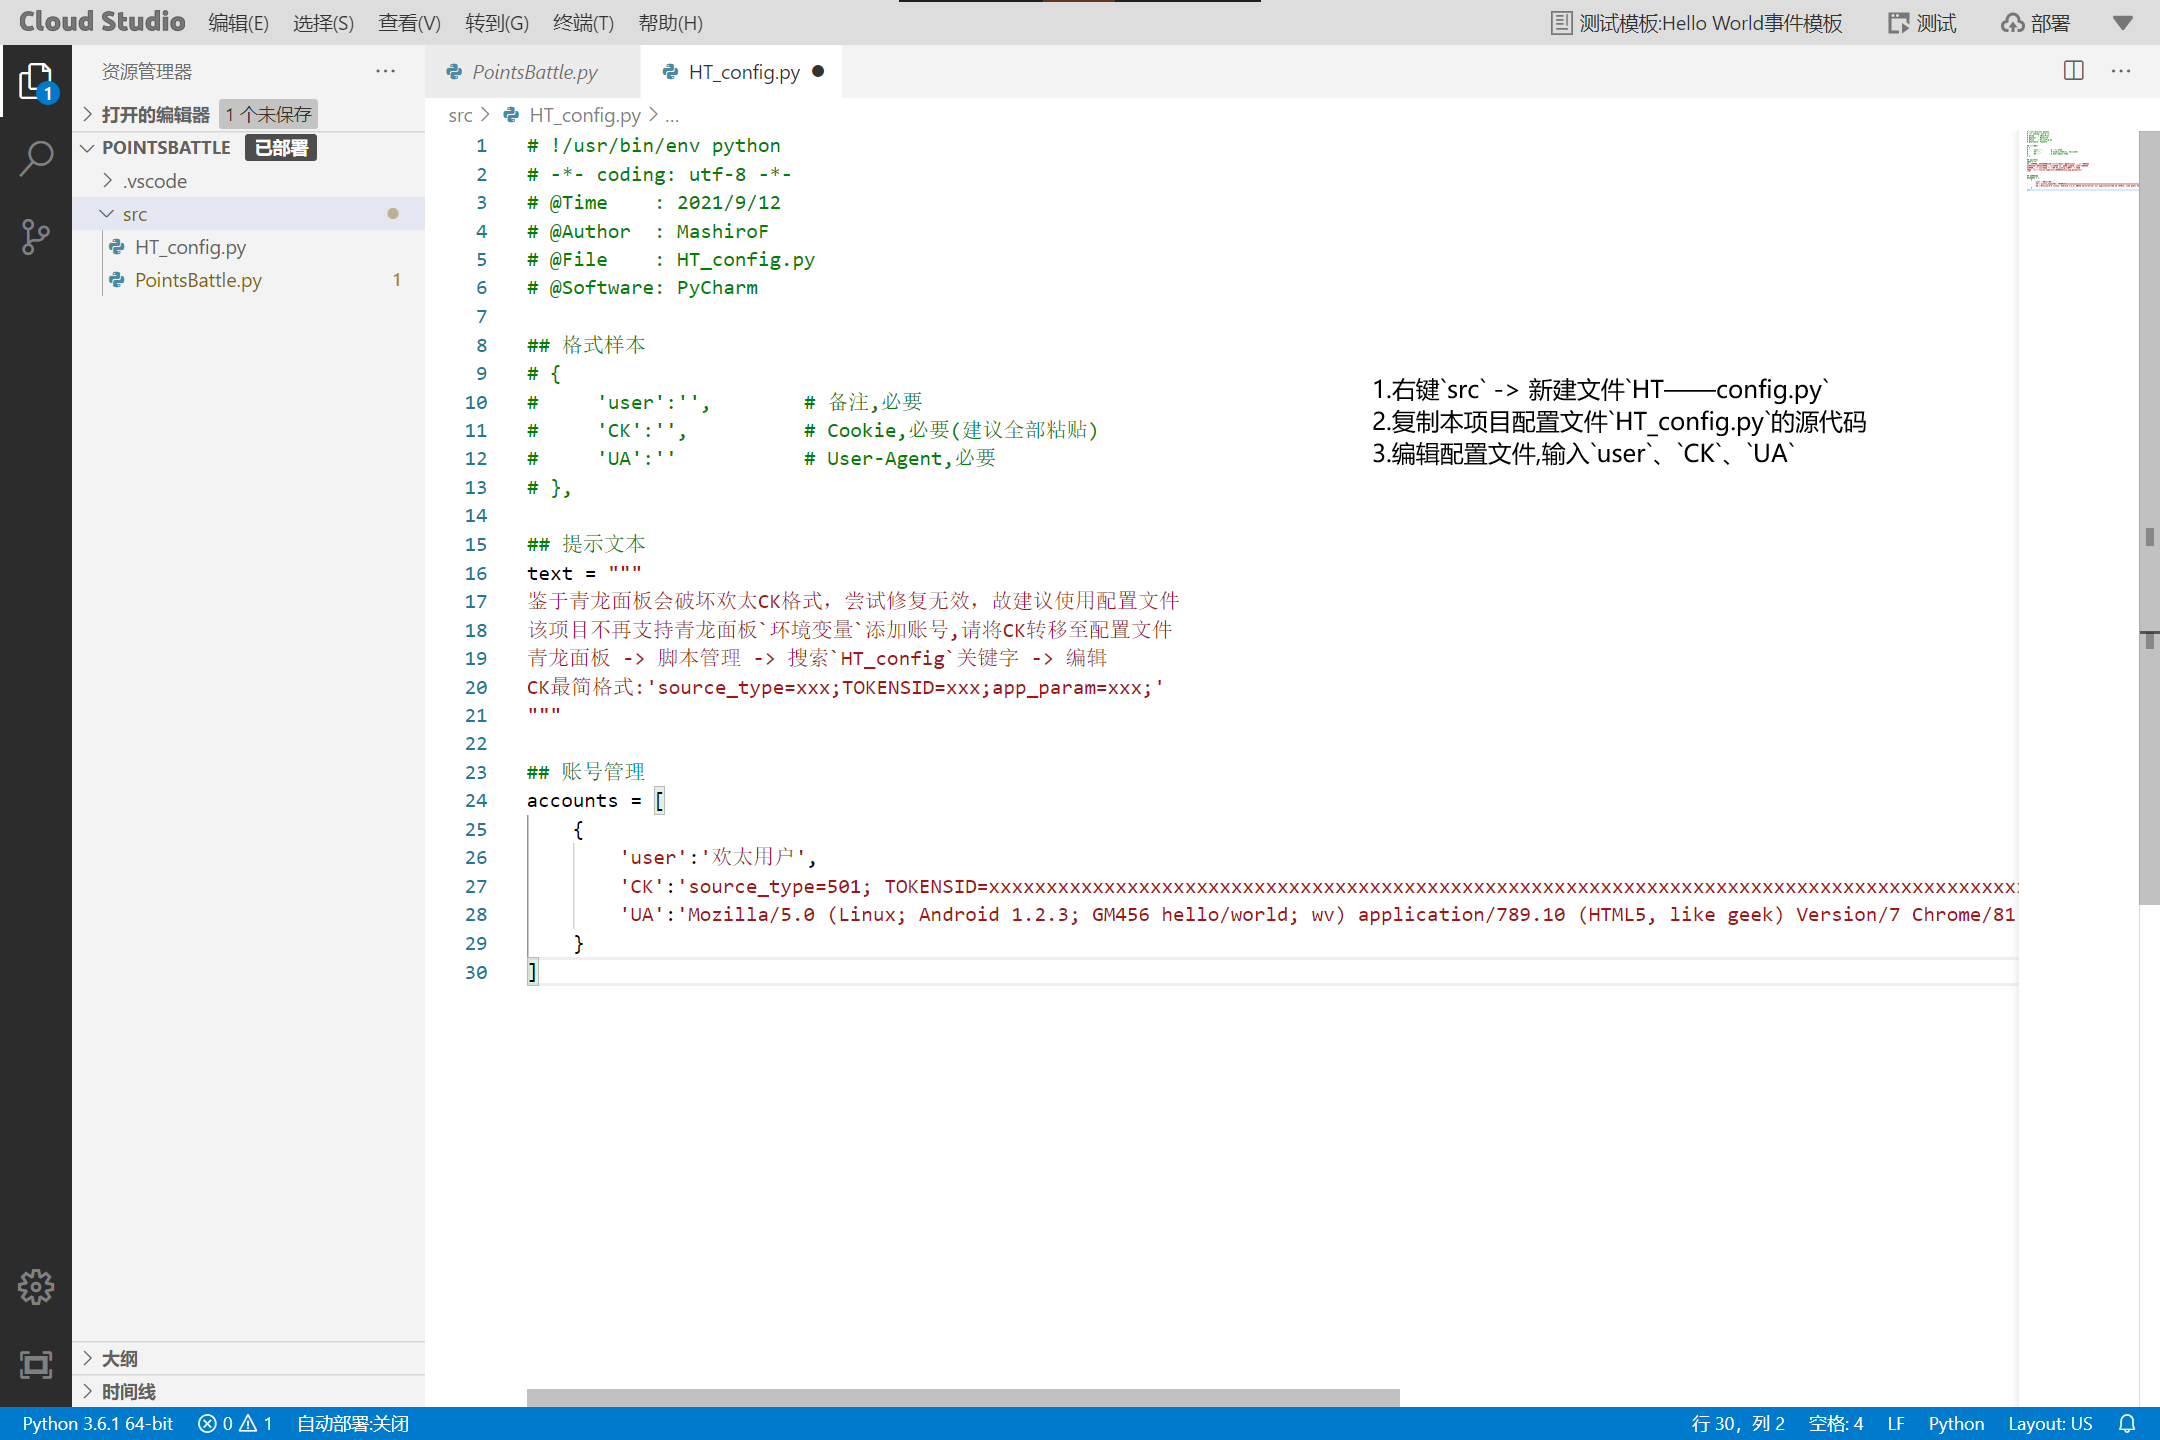 Cloud Studio 编辑(E) 选择(S) 查看(V) 转到(G) 终端(T) 帮助(H) 测试模板:Hello World事件模板 测试 部署
资源管理器 ···
PointsBattle.py HT_config.py
打开的编辑器 1 个未保存
POINTSBATTLE 已部署
.vscode
src
HT_config.py
PointsBattle.py 1
大纲
时间线
1
src > HT_config.py > ...
1 # !/usr/bin/env python
2 # -*- coding: utf-8 -*-
3 # @Time    : 2021/9/12
4 # @Author  : MashiroF
5 # @File    : HT_config.py
6 # @Software: PyCharm
7
8 ## 格式样本
9 # {
10 #     'user':'',        # 备注,必要
11 #     'CK':'',          # Cookie,必要(建议全部粘贴)
12 #     'UA':''           # User-Agent,必要
13 # },
14
15 ## 提示文本
16 text = """
17 鉴于青龙面板会破坏欢太CK格式，尝试修复无效，故建议使用配置文件
18 该项目不再支持青龙面板`环境变量`添加账号,请将CK转移至配置文件
19 青龙面板 -> 脚本管理 -> 搜索`HT_config`关键字 -> 编辑
20 CK最简格式:'source_type=xxx;TOKENSID=xxx;app_param=xxx;'
21 """
22
23 ## 账号管理
24 accounts = [
25     {
26         'user':'欢太用户',
27         'CK':'source_type=501; TOKENSID=xxxxxxxxxxxxxxxxxxxxxxxxxxxxxxxxxxxxxxxxxxxxxxxxxxxxxxxxxxxxxxxxxxxxxxxxxxxxxxxxxxxxxxxxx
28         'UA':'Mozilla/5.0 (Linux; Android 1.2.3; GM456 hello/world; wv) application/789.10 (HTML5, like geek) Version/7 Chrome/81
29     }
30 ]
1.右键`src` -> 新建文件`HT——config.py`
2.复制本项目配置文件`HT_config.py`的源代码
3.编辑配置文件,输入`user`、`CK`、`UA`
Python 3.6.1 64-bit 0 1 自动部署:关闭 行 30，列 2 空格: 4 LF Python Layout: US